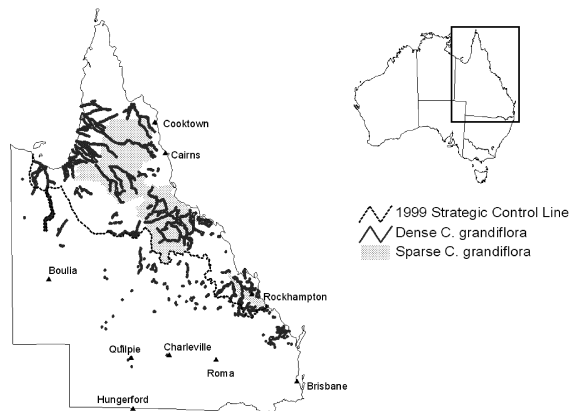 Cooktown
Cairns
1999 Strategic Control Line
Dense C. grandiflora
Sparse C. grandiflora
Boulia
Rockhampton
Quilpie
Charleville
Roma
Brisbane
Hungerford